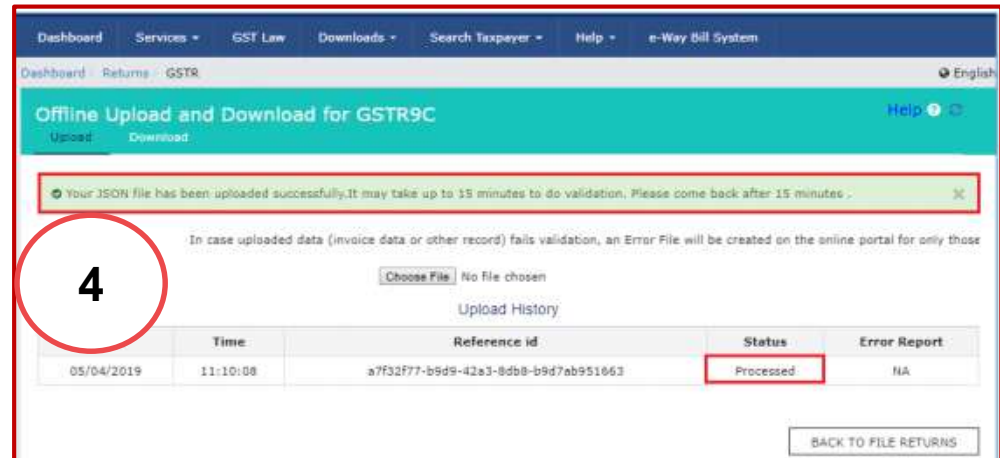 Dashboard Services GST Law Downloads Search Taxpayer Help e-Way Bill System
Dashboard Returns GSTR English
Offline Upload and Download for GSTR9C Help ?
Upload Download
Your JSON file has been uploaded successfully.It may take up to 15 minutes to do validation. Please come back after 15 minutes .
In case uploaded data (invoice data or other record) fails validation, an Error File will be created on the online portal for only those
4
Choose File No file chosen
Upload History
Time Reference id Status Error Report
05/04/2019 11:10:08 a7f32f77-b9d9-42a3-8db8-b9d7ab951663 Processed NA
BACK TO FILE RETURNS